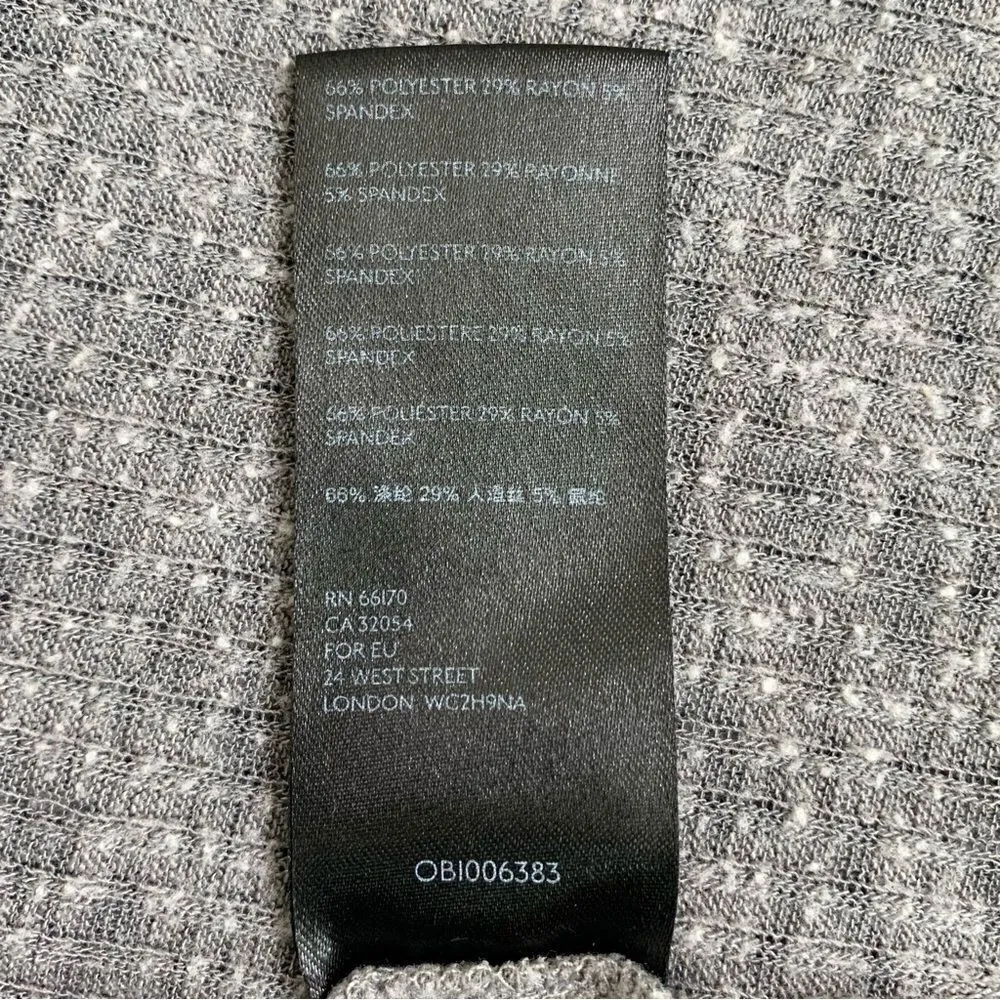 66% POLYESTER 29% RAYON 5%
SPANDEX
66% POLYESTER 29% RAYONNE
5% SPANDEX
66% POLYESTER 29% RAYON 5%
SPANDEX
66% POLIESTERE 29% RAYON 5%
SPANDEX
66% POLIESTER 29% RAYON 5%
SPANDEX
66% 涤纶 29% 人造丝 5% 氨纶
RN 66170
CA 32054
FOR EU
24 WEST STREET
LONDON WC2H9NA
OB1006383